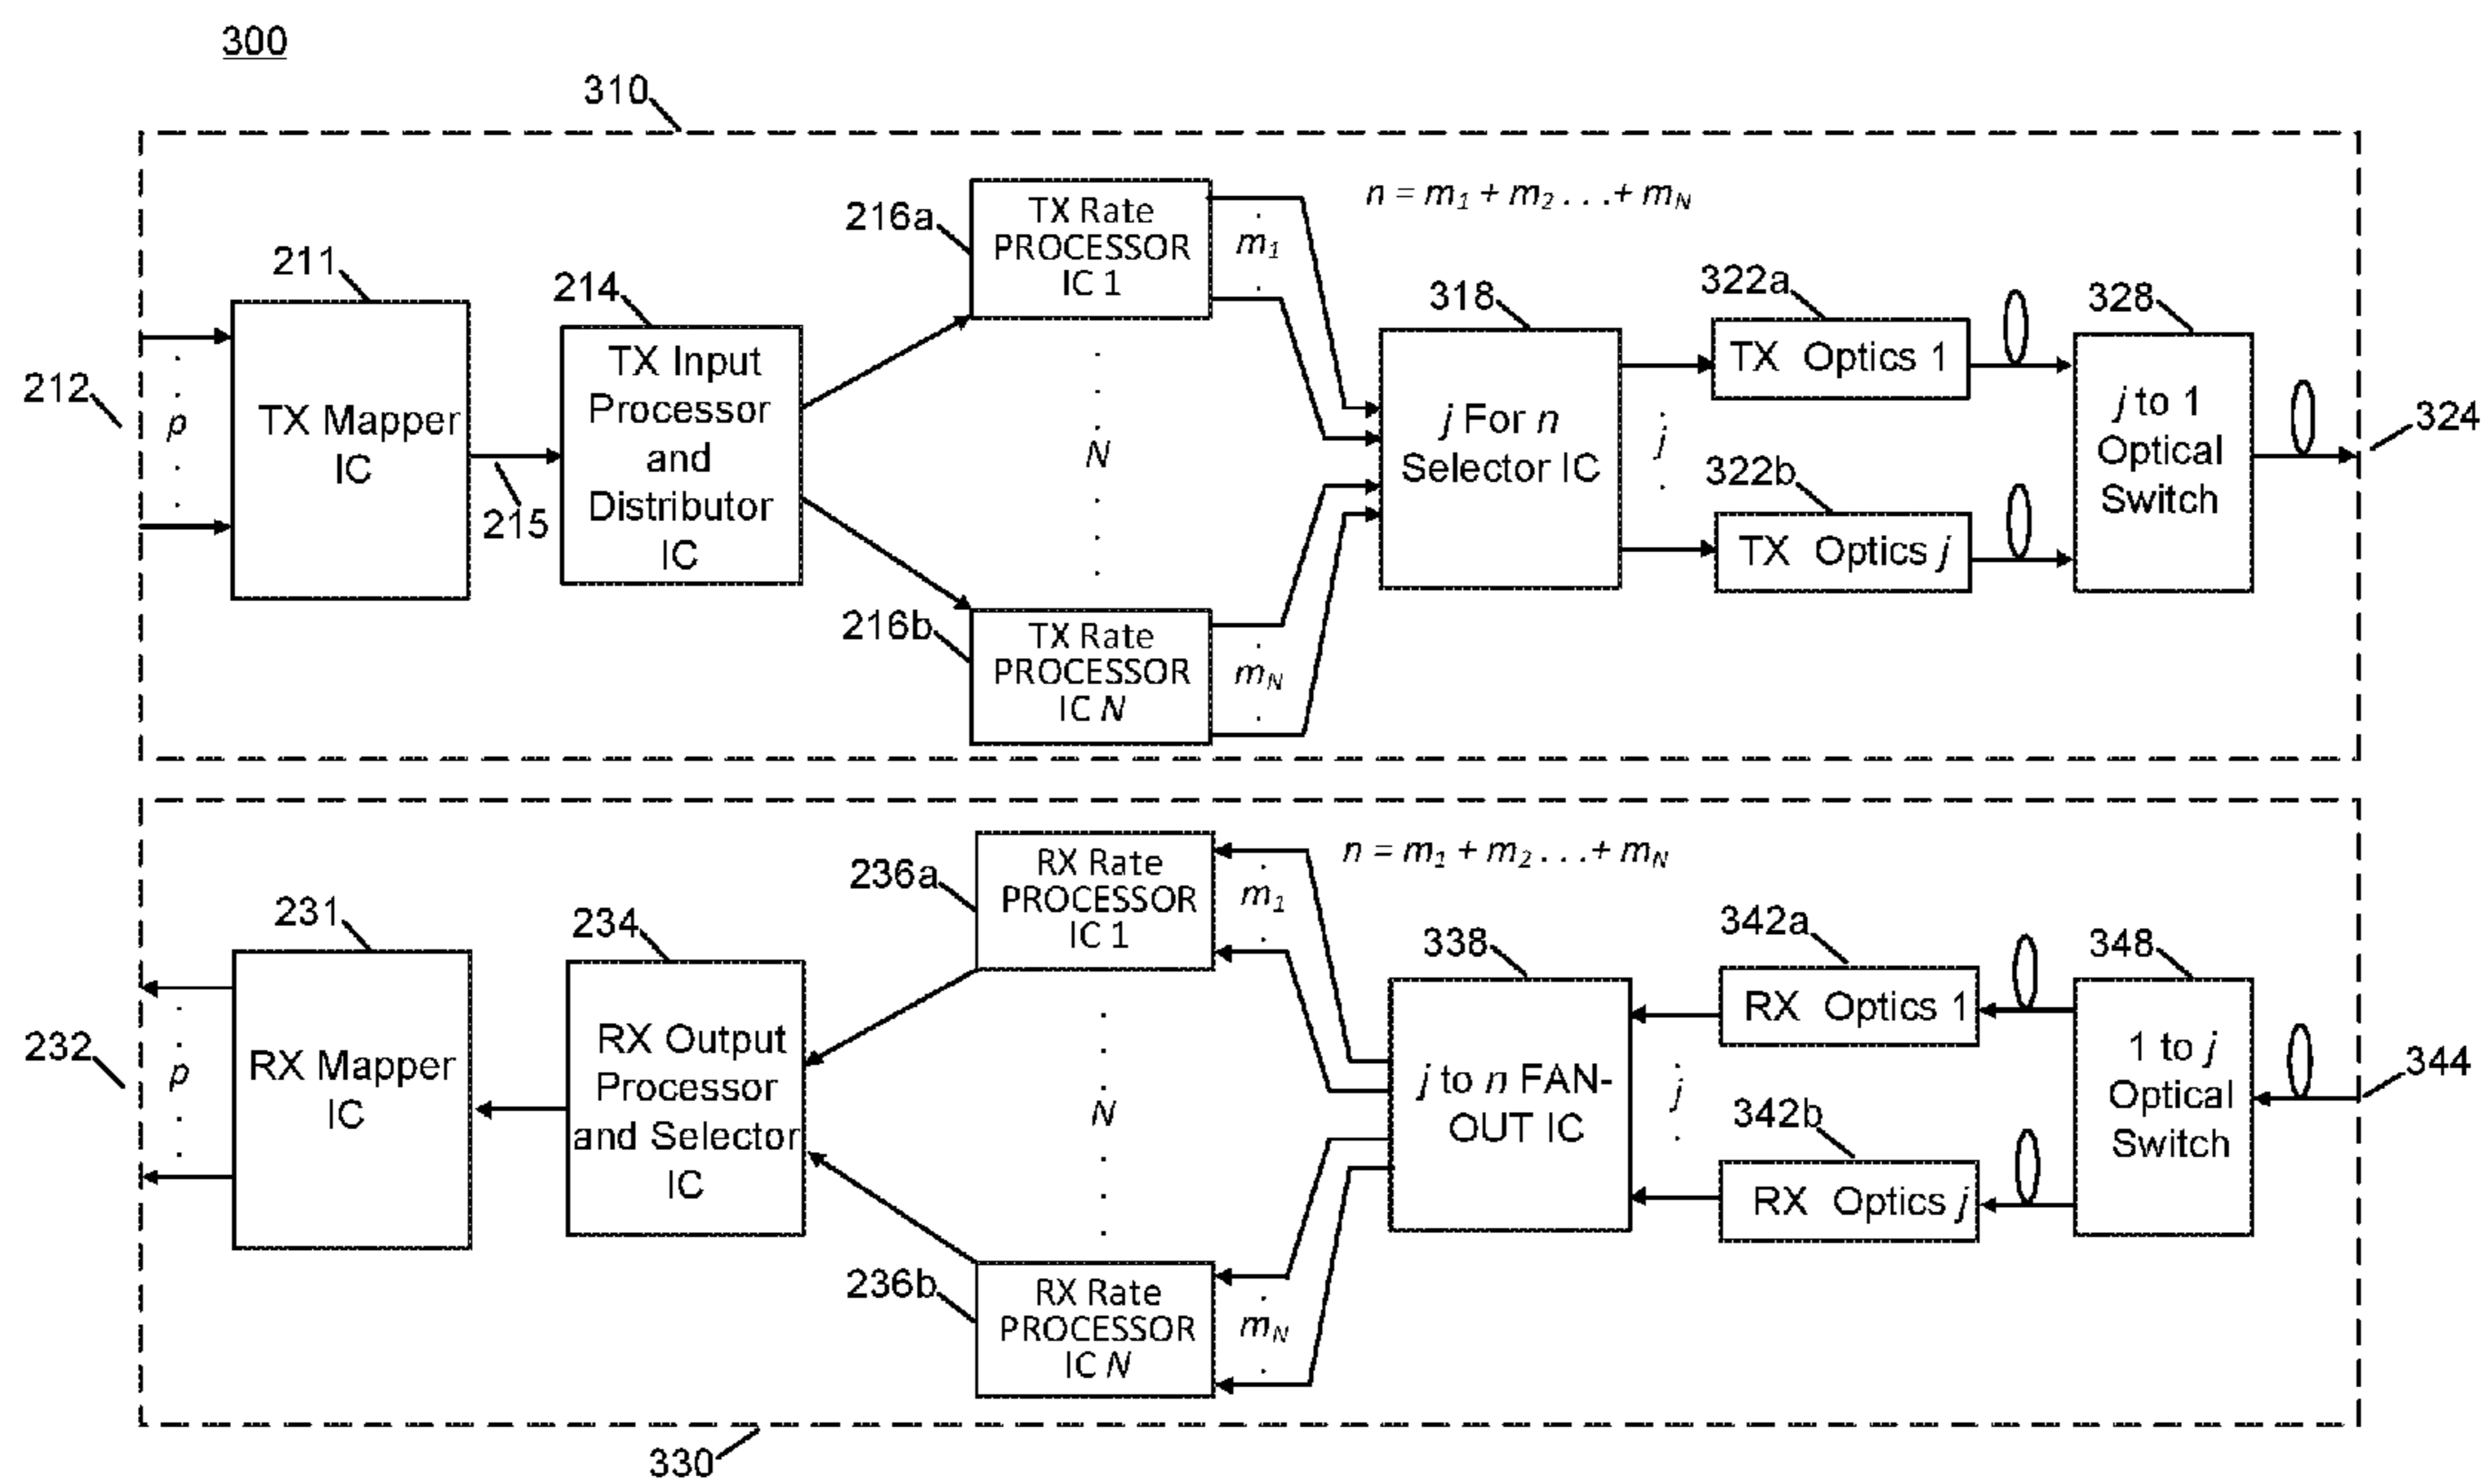 300
310
211
212
p
TX Mapper
IC
215
214
TX Input
Processor
and
Distributor
IC
216a
TX Rate
PROCESSOR
IC 1
m1
N
216b
TX Rate
PROCESSOR
IC N
mN
n = m1 + m2 . . .+ mN
318
j For n
Selector IC
322a
TX Optics 1
j
322b
TX Optics j
328
j to 1
Optical
Switch
324
231
232
p
RX Mapper
IC
234
RX Output
Processor
and Selector
IC
236a
RX Rate
PROCESSOR
IC 1
m1
N
236b
RX Rate
PROCESSOR
IC N
mN
n = m1 + m2 . . .+ mN
338
j to n FAN-
OUT IC
342a
RX Optics 1
j
342b
RX Optics j
348
1 to j
Optical
Switch
344
330